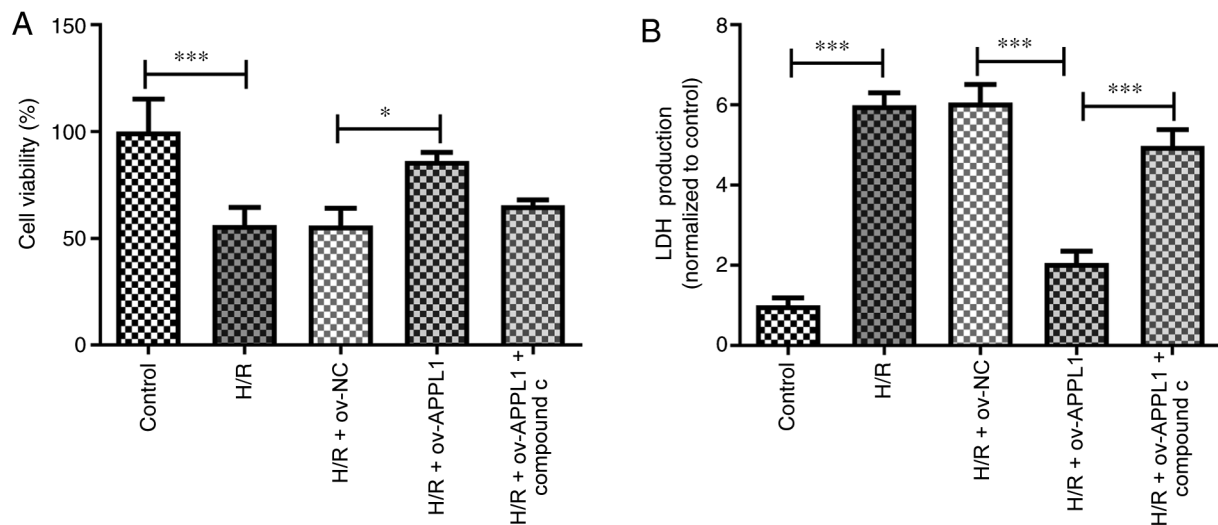 A
Cell viability (%)
150
100
50
0
***
*
Control
H/R
H/R + ov-NC
H/R + ov-APPL1
H/R + ov-APPL1 +
compound c
B
LDH production
(normalized to control)
8
6
4
2
0
***
***
***
Control
H/R
H/R + ov-NC
H/R + ov-APPL1
H/R + ov-APPL1 +
compound c